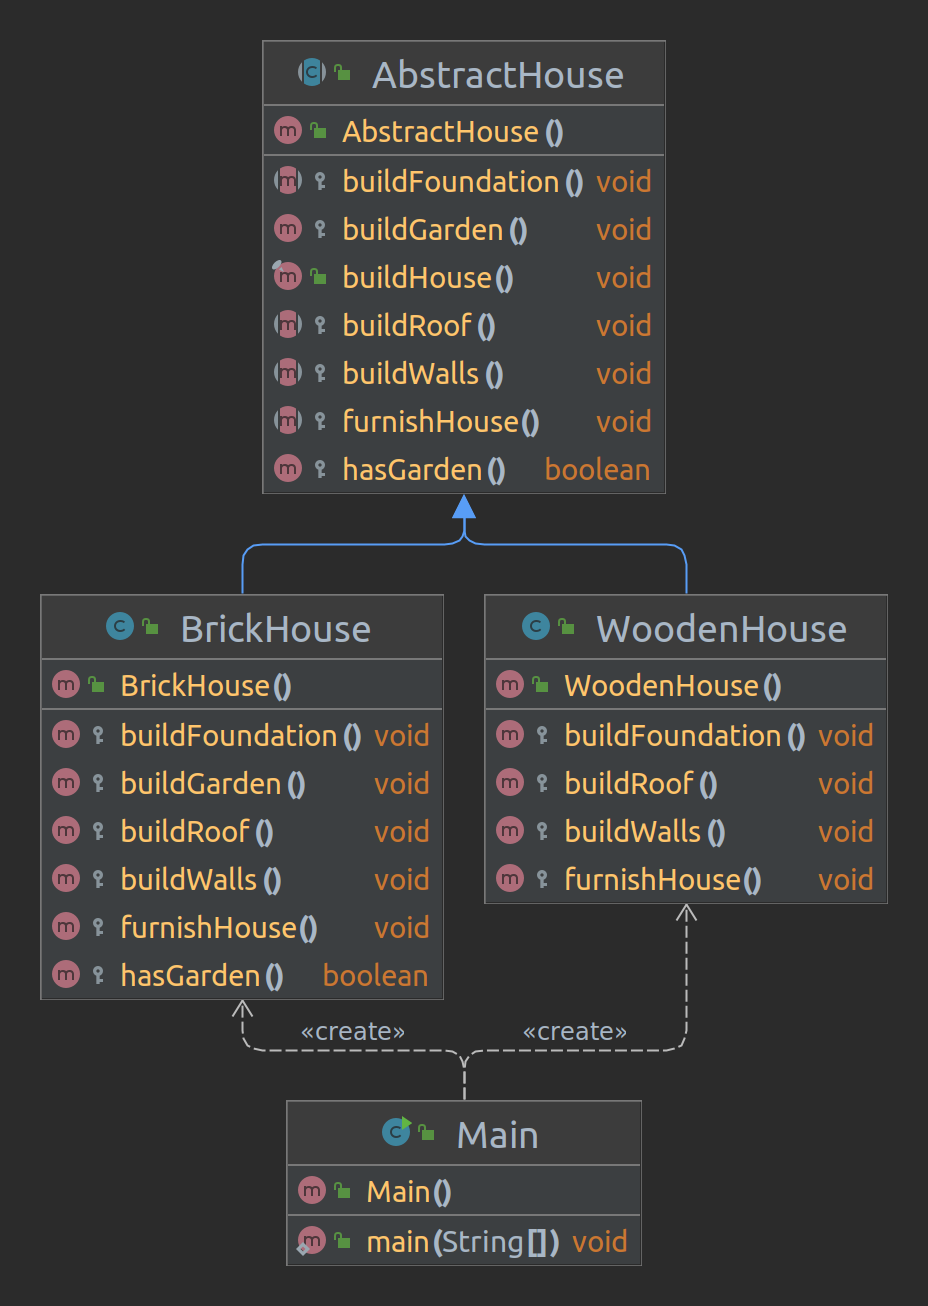 AbstractHouse
AbstractHouse()
buildFoundation() void
buildGarden() void
buildHouse() void
buildRoof() void
buildWalls() void
furnishHouse() void
hasGarden() boolean
BrickHouse
BrickHouse()
buildFoundation() void
buildGarden() void
buildRoof() void
buildWalls() void
furnishHouse() void
hasGarden() boolean
WoodenHouse
WoodenHouse()
buildFoundation() void
buildRoof() void
buildWalls() void
furnishHouse() void
«create»
«create»
Main
Main()
main(String[]) void